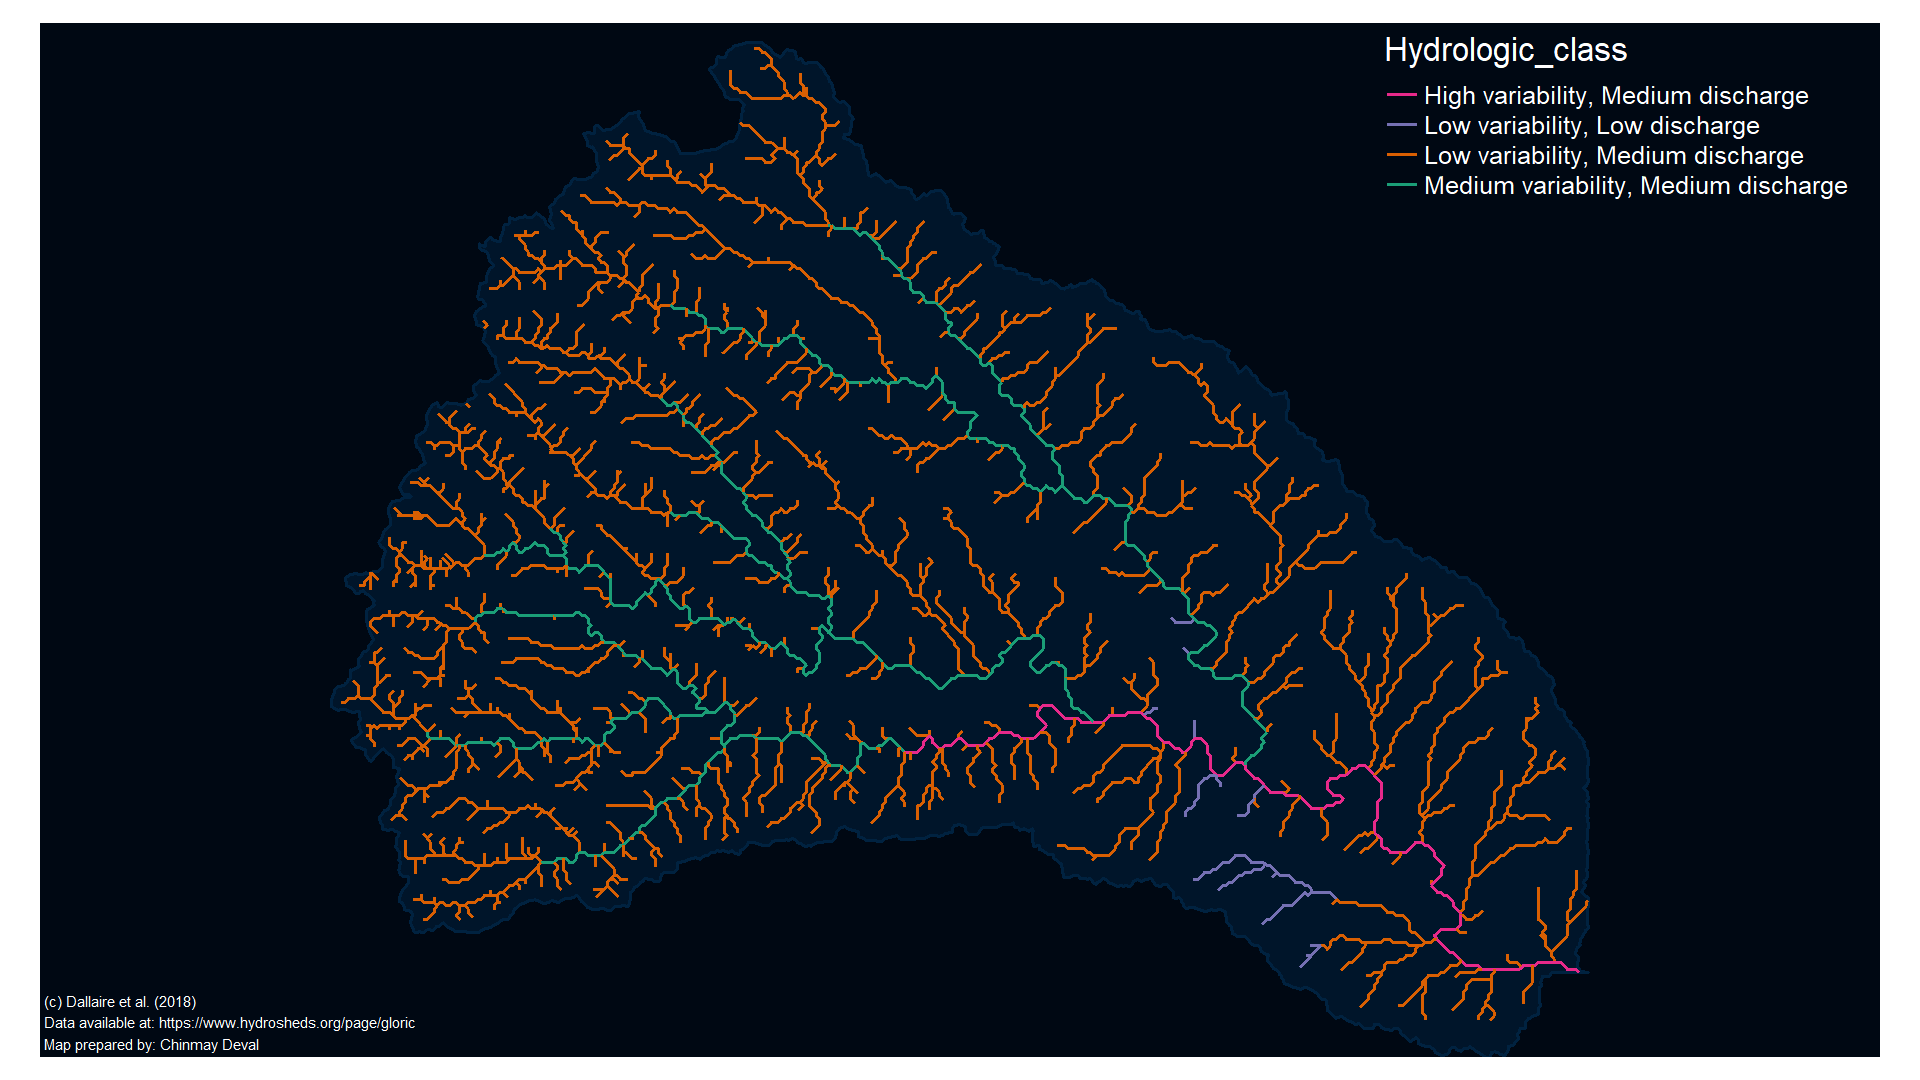 Hydrologic_class
High variability, Medium discharge
Low variability, Low discharge
Low variability, Medium discharge
Medium variability, Medium discharge
(c) Dallaire et al. (2018)
Data available at: https://www.hydrosheds.org/page/gloric
Map prepared by: Chinmay Deval